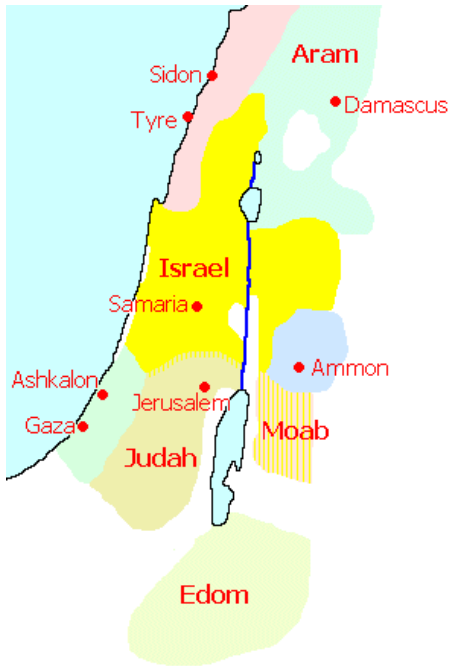 Aram
Sidon
Damascus
Tyre
Israel
Samaria
Ammon
Ashkalon
Jerusalem
Gaza
Moab
Judah
Edom